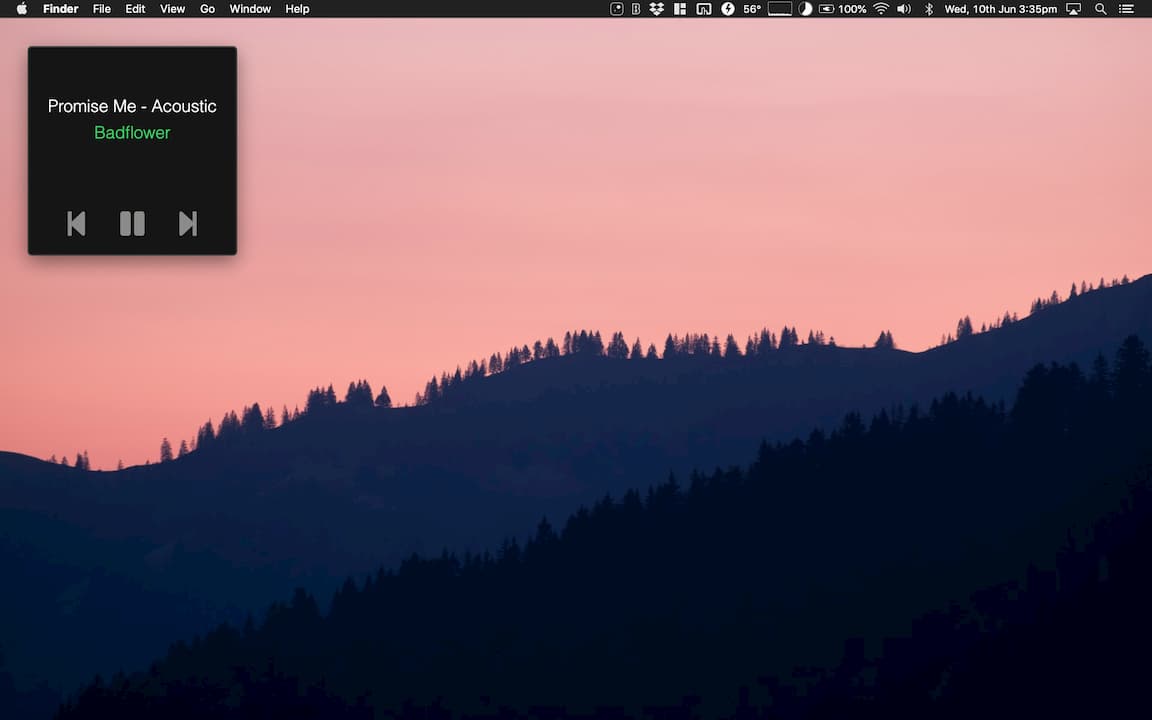 Finder File Edit View Go Window Help 56° 100% Wed, 10th Jun 3:35pm
Promise Me - Acoustic
Badflower